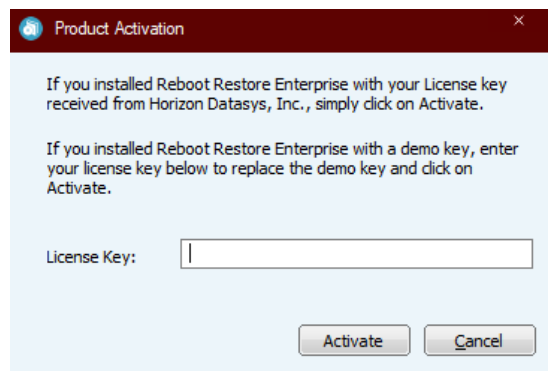 Product Activation
If you installed Reboot Restore Enterprise with your License key
received from Horizon Datasys, Inc., simply click on Activate.
If you installed Reboot Restore Enterprise with a demo key, enter
your license key below to replace the demo key and click on
Activate.
License Key:
Activate Cancel